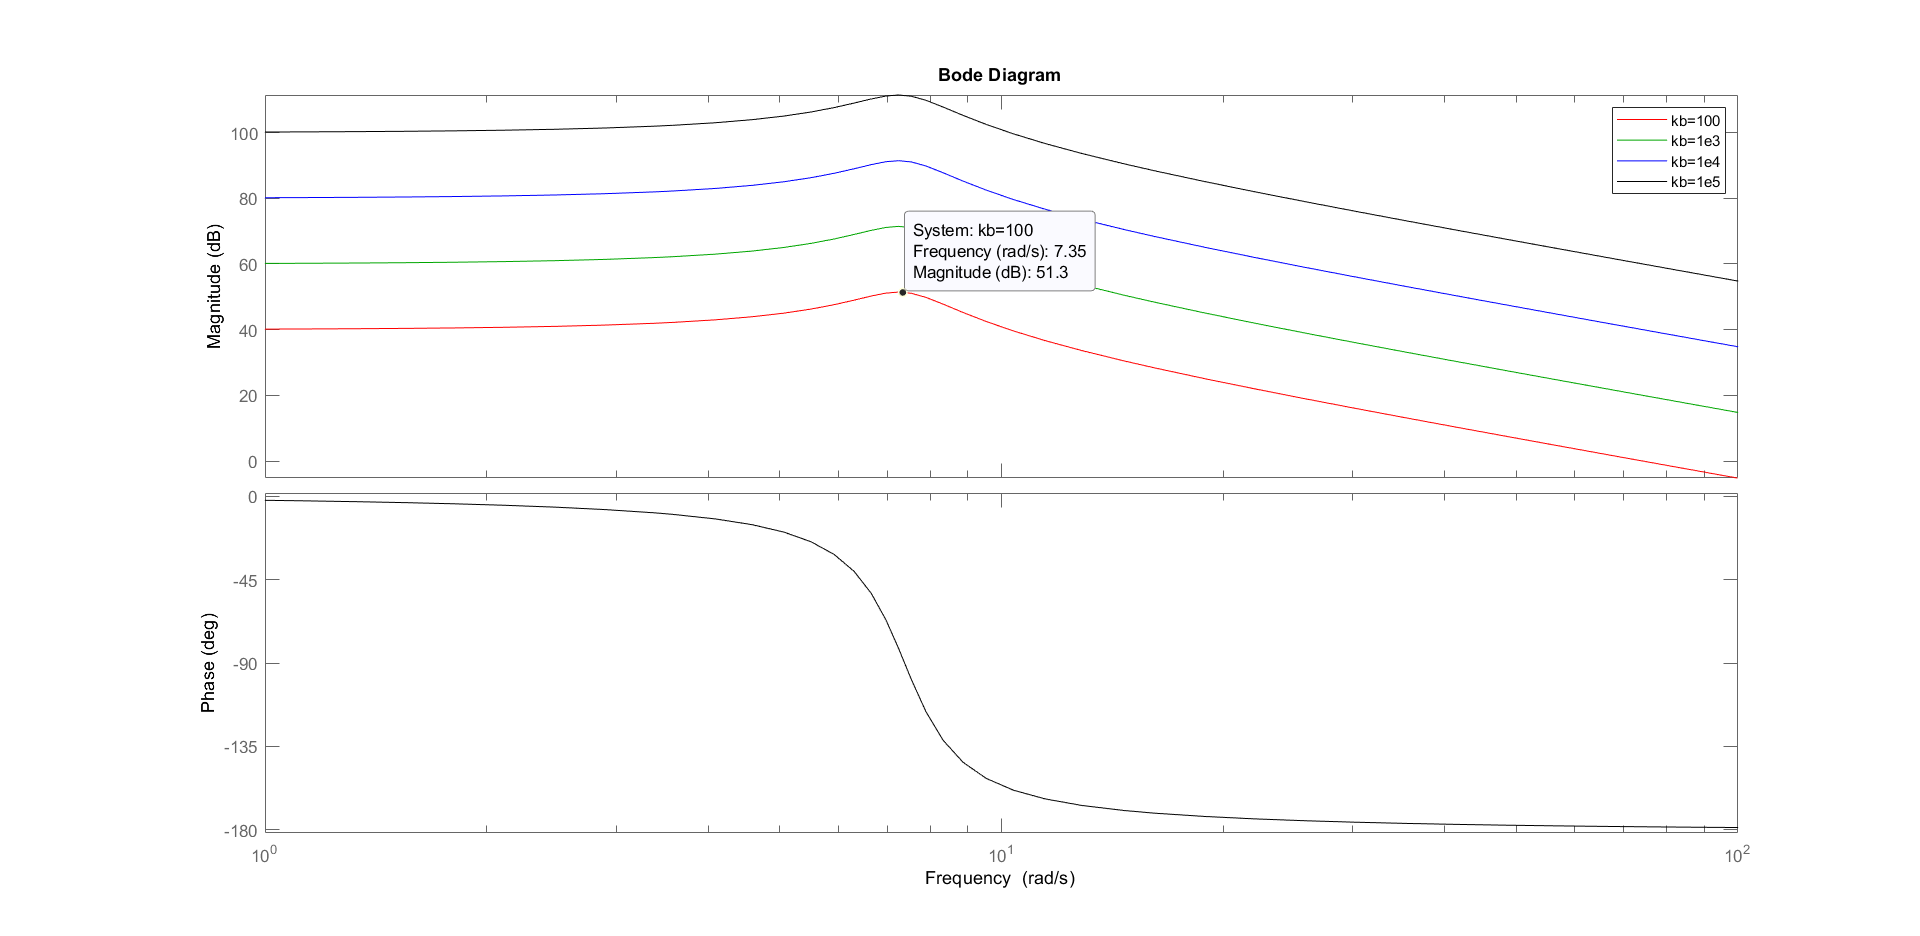 Bode Diagram
100
80
60
40
20
0
Magnitude (dB)
kb=100
kb=1e3
kb=1e4
kb=1e5
System: kb=100
Frequency (rad/s): 7.35
Magnitude (dB): 51.3
0
-45
-90
-135
-180
Phase (deg)
10^0
10^1
10^2
Frequency (rad/s)